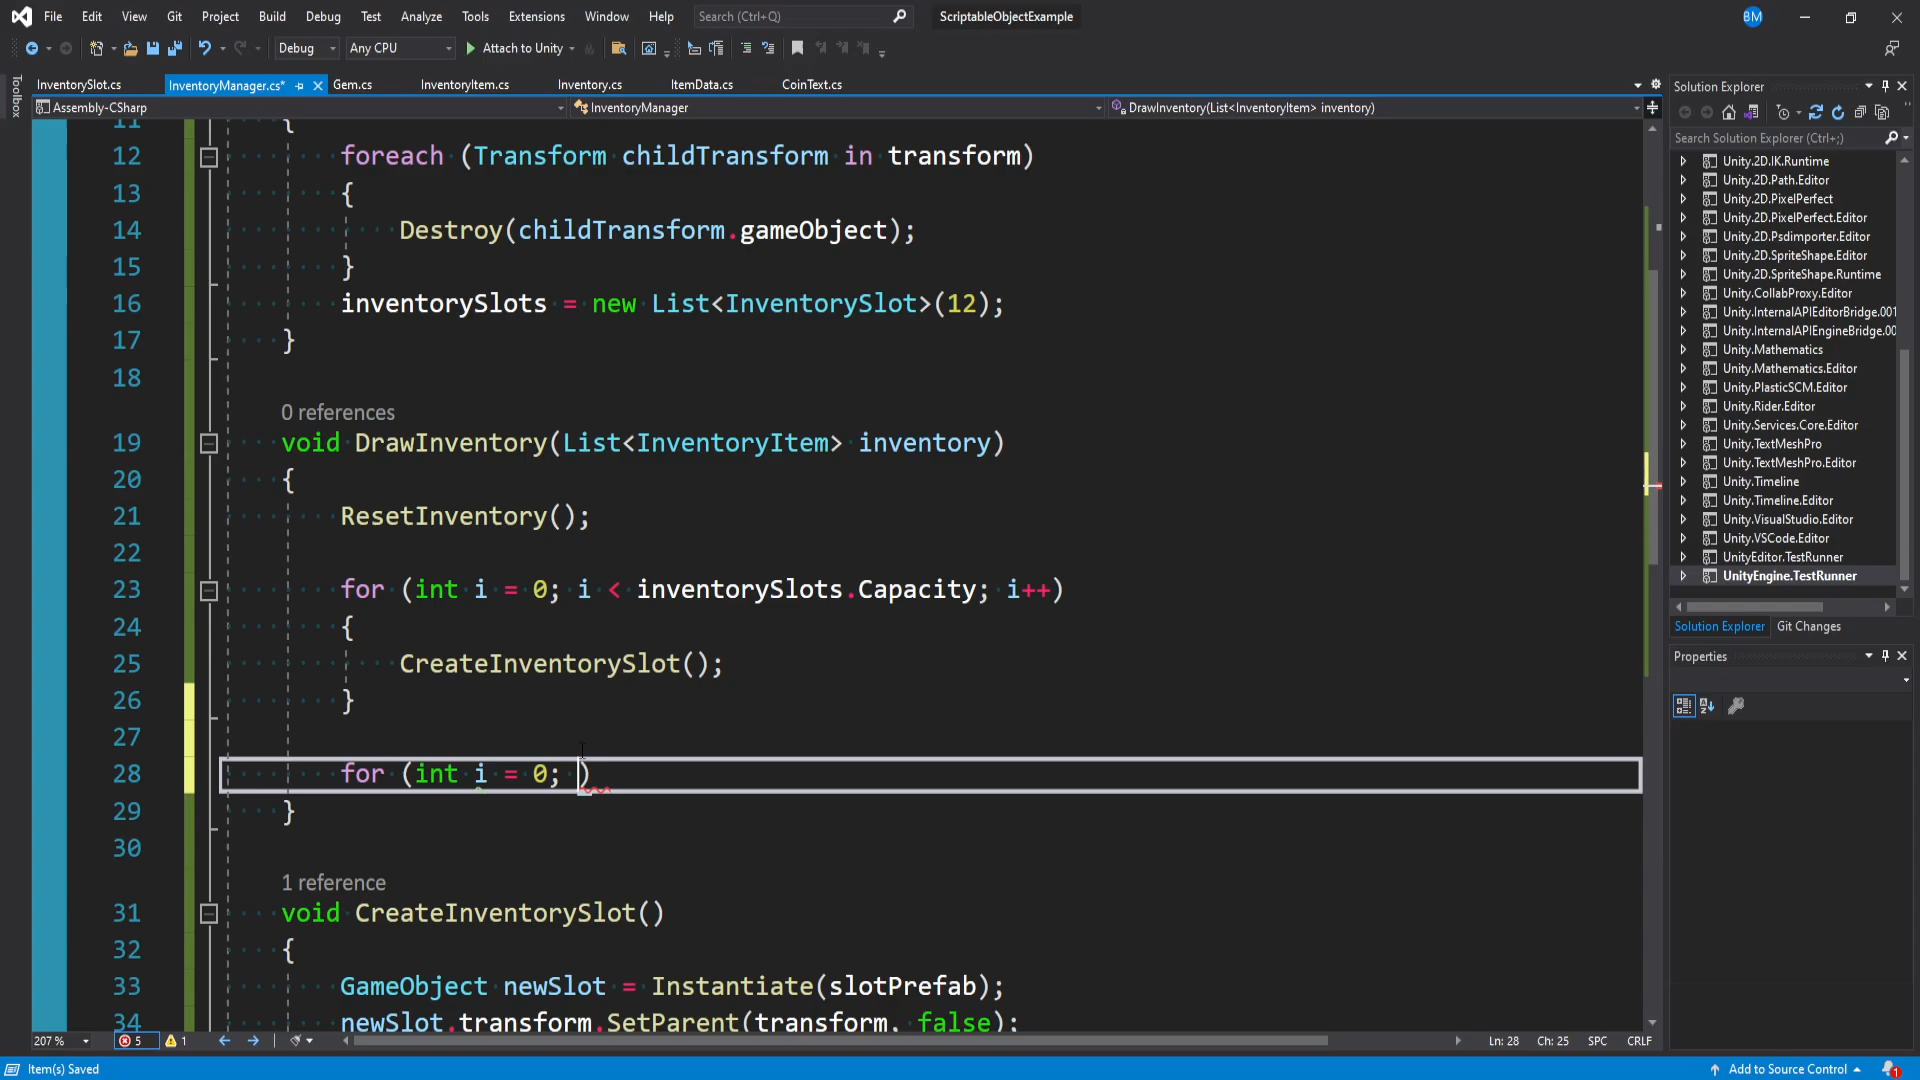 File Edit View Git Project Build Debug Test Analyze Tools Extensions Window Help Search (Ctrl+Q) ScriptableObjectExample BM
Debug Any CPU Attach to Unity
Toolbox
InventorySlot.cs InventoryManager.cs* Gem.cs InventoryItem.cs Inventory.cs ItemData.cs CoinText.cs
Assembly-CSharp InventoryManager DrawInventory(List<InventoryItem> inventory)
11 {
12 foreach (Transform childTransform in transform)
13 {
14 Destroy(childTransform.gameObject);
15 }
16 inventorySlots = new List<InventorySlot>(12);
17 }
18
0 references
19 void DrawInventory(List<InventoryItem> inventory)
20 {
21 ResetInventory();
22
23 for (int i = 0; i < inventorySlots.Capacity; i++)
24 {
25 CreateInventorySlot();
26 }
27
28 for (int i = 0; )
29 }
30
1 reference
31 void CreateInventorySlot()
32 {
33 GameObject newSlot = Instantiate(slotPrefab);
34 newSlot.transform.SetParent(transform, false);
207 % 5 1 Ln: 28 Ch: 25 SPC CRLF
Item(s) Saved Add to Source Control 1
Solution Explorer
Search Solution Explorer (Ctrl+;)
Unity.2D.IK.Runtime
Unity.2D.Path.Editor
Unity.2D.PixelPerfect
Unity.2D.PixelPerfect.Editor
Unity.2D.Psdimporter.Editor
Unity.2D.SpriteShape.Editor
Unity.2D.SpriteShape.Runtime
Unity.CollabProxy.Editor
Unity.InternalAPIEditorBridge.001
Unity.InternalAPIEngineBridge.00
Unity.Mathematics
Unity.Mathematics.Editor
Unity.PlasticSCM.Editor
Unity.Rider.Editor
Unity.Services.Core.Editor
Unity.TextMeshPro
Unity.TextMeshPro.Editor
Unity.Timeline
Unity.Timeline.Editor
Unity.VisualStudio.Editor
Unity.VSCode.Editor
UnityEditor.TestRunner
UnityEngine.TestRunner
Solution Explorer Git Changes
Properties